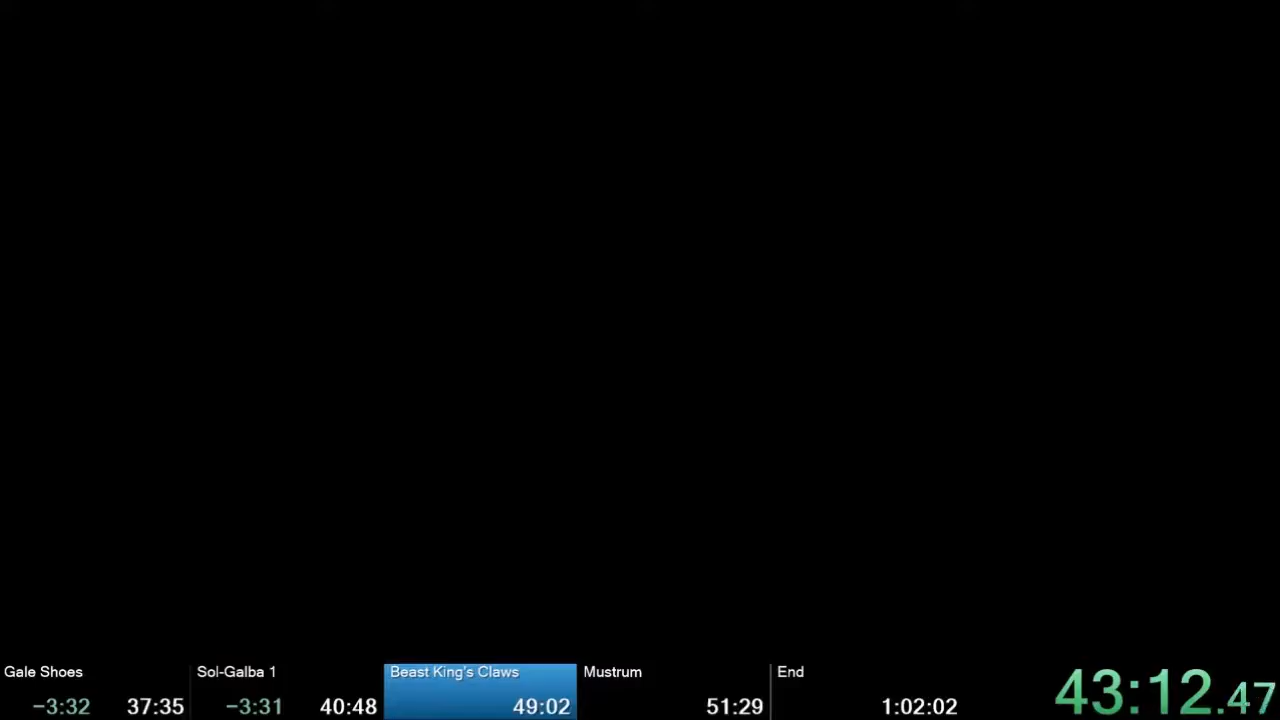 Gale Shoes Sol-Galba 1 Beast King's Claws Mustrum End
−3:32 37:35 −3:31 40:48 49:02 51:29 1:02:02 43:12.47